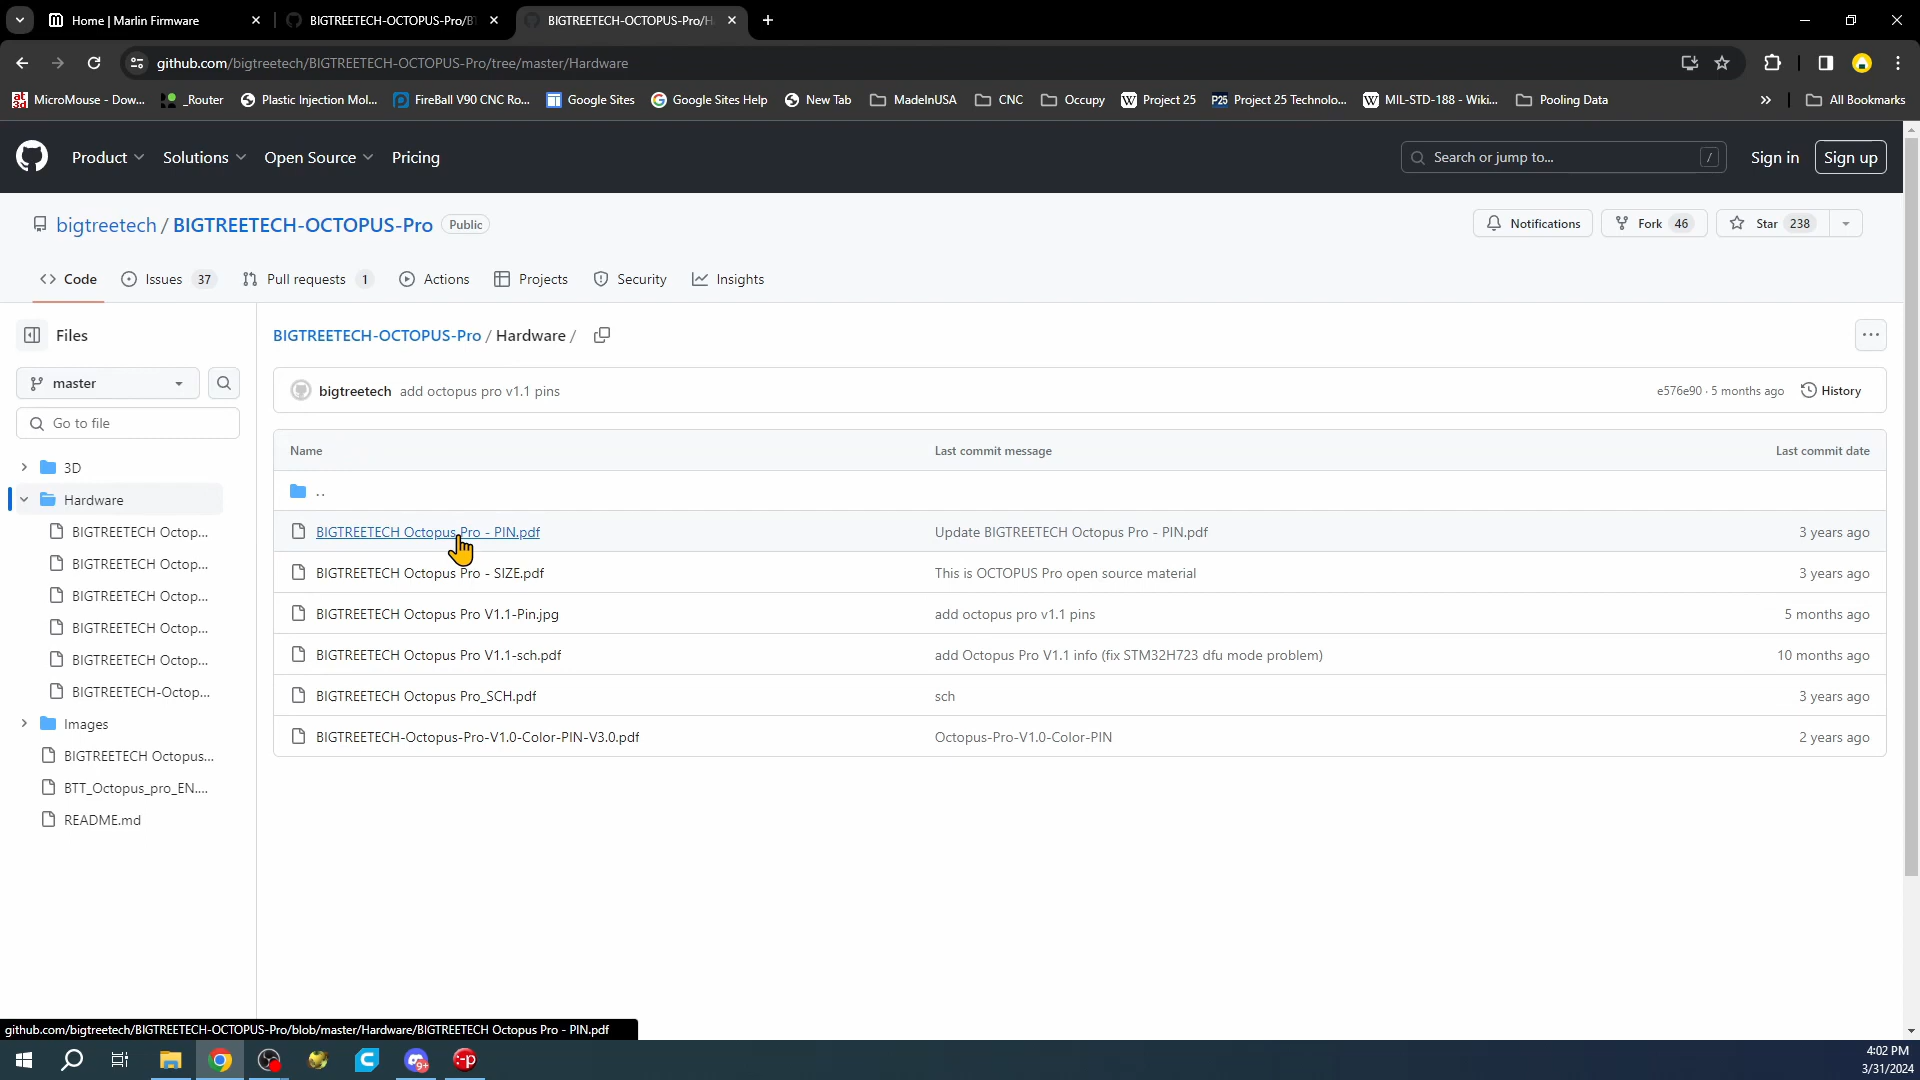 Home | Marlin Firmware
BIGTREETECH-OCTOPUS-Pro/B
BIGTREETECH-OCTOPUS-Pro/H
github.com/bigtreetech/BIGTREETECH-OCTOPUS-Pro/tree/master/Hardware
MicroMouse - Dow...
_Router
Plastic Injection Mol...
FireBall V90 CNC Ro...
Google Sites
Google Sites Help
New Tab
MadeInUSA
CNC
Occupy
Project 25
P25 Project 25 Technolo...
MIL-STD-188 - Wiki...
Pooling Data
»
All Bookmarks
Product
Solutions
Open Source
Pricing
Search or jump to...
/
Sign in
Sign up
bigtreetech / BIGTREETECH-OCTOPUS-Pro
Public
Notifications
Fork 46
Star 238
Code
Issues 37
Pull requests 1
Actions
Projects
Security
Insights
Files
BIGTREETECH-OCTOPUS-Pro / Hardware /
master
bigtreetech add octopus pro v1.1 pins
e576e90 · 5 months ago
History
Go to file
Name
Last commit message
Last commit date
3D
..
Hardware
BIGTREETECH Octop...
BIGTREETECH Octopus Pro - PIN.pdf
Update BIGTREETECH Octopus Pro - PIN.pdf
3 years ago
BIGTREETECH Octop...
BIGTREETECH Octopus Pro - SIZE.pdf
This is OCTOPUS Pro open source material
3 years ago
BIGTREETECH Octop...
BIGTREETECH Octopus Pro V1.1-Pin.jpg
add octopus pro v1.1 pins
5 months ago
BIGTREETECH Octop...
BIGTREETECH Octopus Pro V1.1-sch.pdf
add Octopus Pro V1.1 info (fix STM32H723 dfu mode problem)
10 months ago
BIGTREETECH Octop...
BIGTREETECH Octopus Pro_SCH.pdf
sch
3 years ago
BIGTREETECH-Octop...
Images
BIGTREETECH-Octopus-Pro-V1.0-Color-PIN-V3.0.pdf
Octopus-Pro-V1.0-Color-PIN
2 years ago
BIGTREETECH Octopus...
BTT_Octopus_pro_EN....
README.md
github.com/bigtreetech/BIGTREETECH-OCTOPUS-Pro/blob/master/Hardware/BIGTREETECH Octopus Pro - PIN.pdf
4:02 PM
3/31/2024